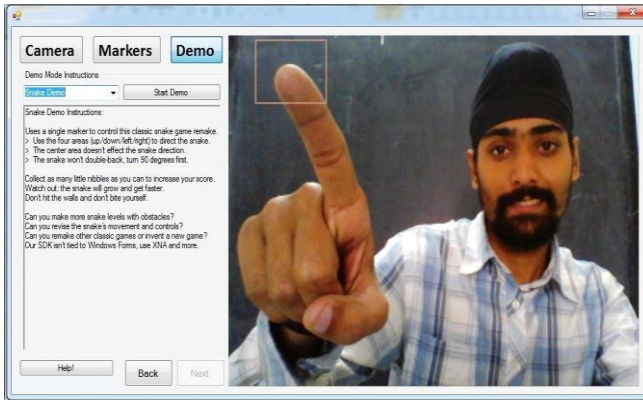 Camera
Markers
Demo
Demo Mode Instructions
Snake Demo
Start Demo
Snake Demo Instructions:
Uses a single marker to control this classic snake game remake.
> Use the four areas (up/down/left/right) to direct the snake.
> The center area doesn't effect the snake direction.
> The snake won't double-back, turn 90 degrees first.
Collect as many little nibbles as you can to increase your score.
Watch out: the snake will grow and get faster.
Don't hit the walls and don't bite yourself.
Can you make more snake levels with obstacles?
Can you revise the snake's movement and controls?
Can you remake other classic games or invent a new game?
Our SDK isn't tied to Windows Forms, use XNA and more.
Help!
Back
Next